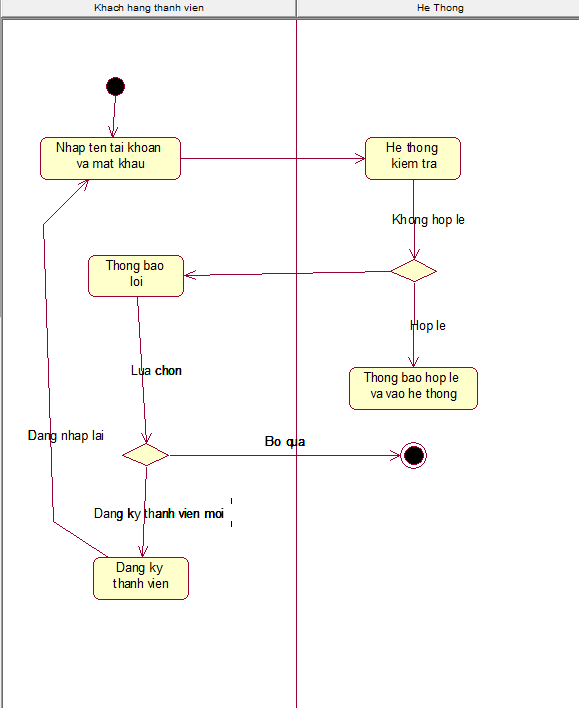 Khach hang thanh vien
He Thong
Nhap ten tai khoan
va mat khau
He thong
kiem tra
Khong hop le
Thong bao
loi
Hop le
Lua chon
Thong bao hop le
va vao he thong
Dang nhap lai
Bo qua
Dang ky thanh vien moi
Dang ky
thanh vien